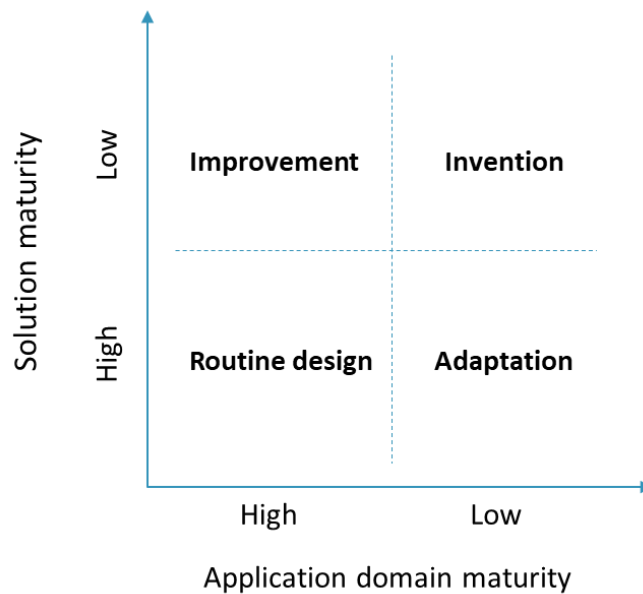 Solution maturity
Low
Improvement
Invention
High
Routine design
Adaptation
High
Low
Application domain maturity